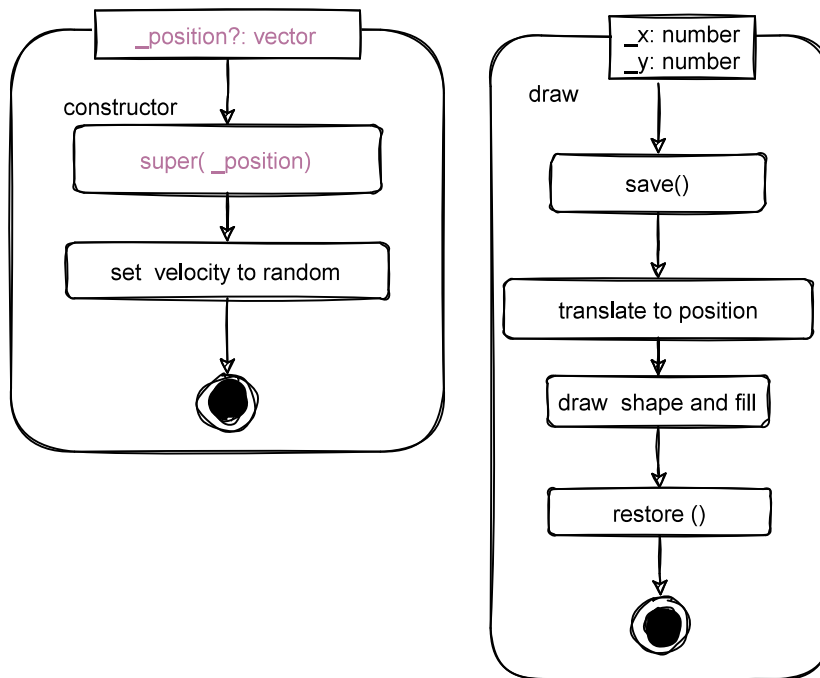 _position?: vector
constructor
super( _position)
set  velocity to random
_x: number
_y: number
draw
save()
translate to position
draw  shape and fill
restore ()